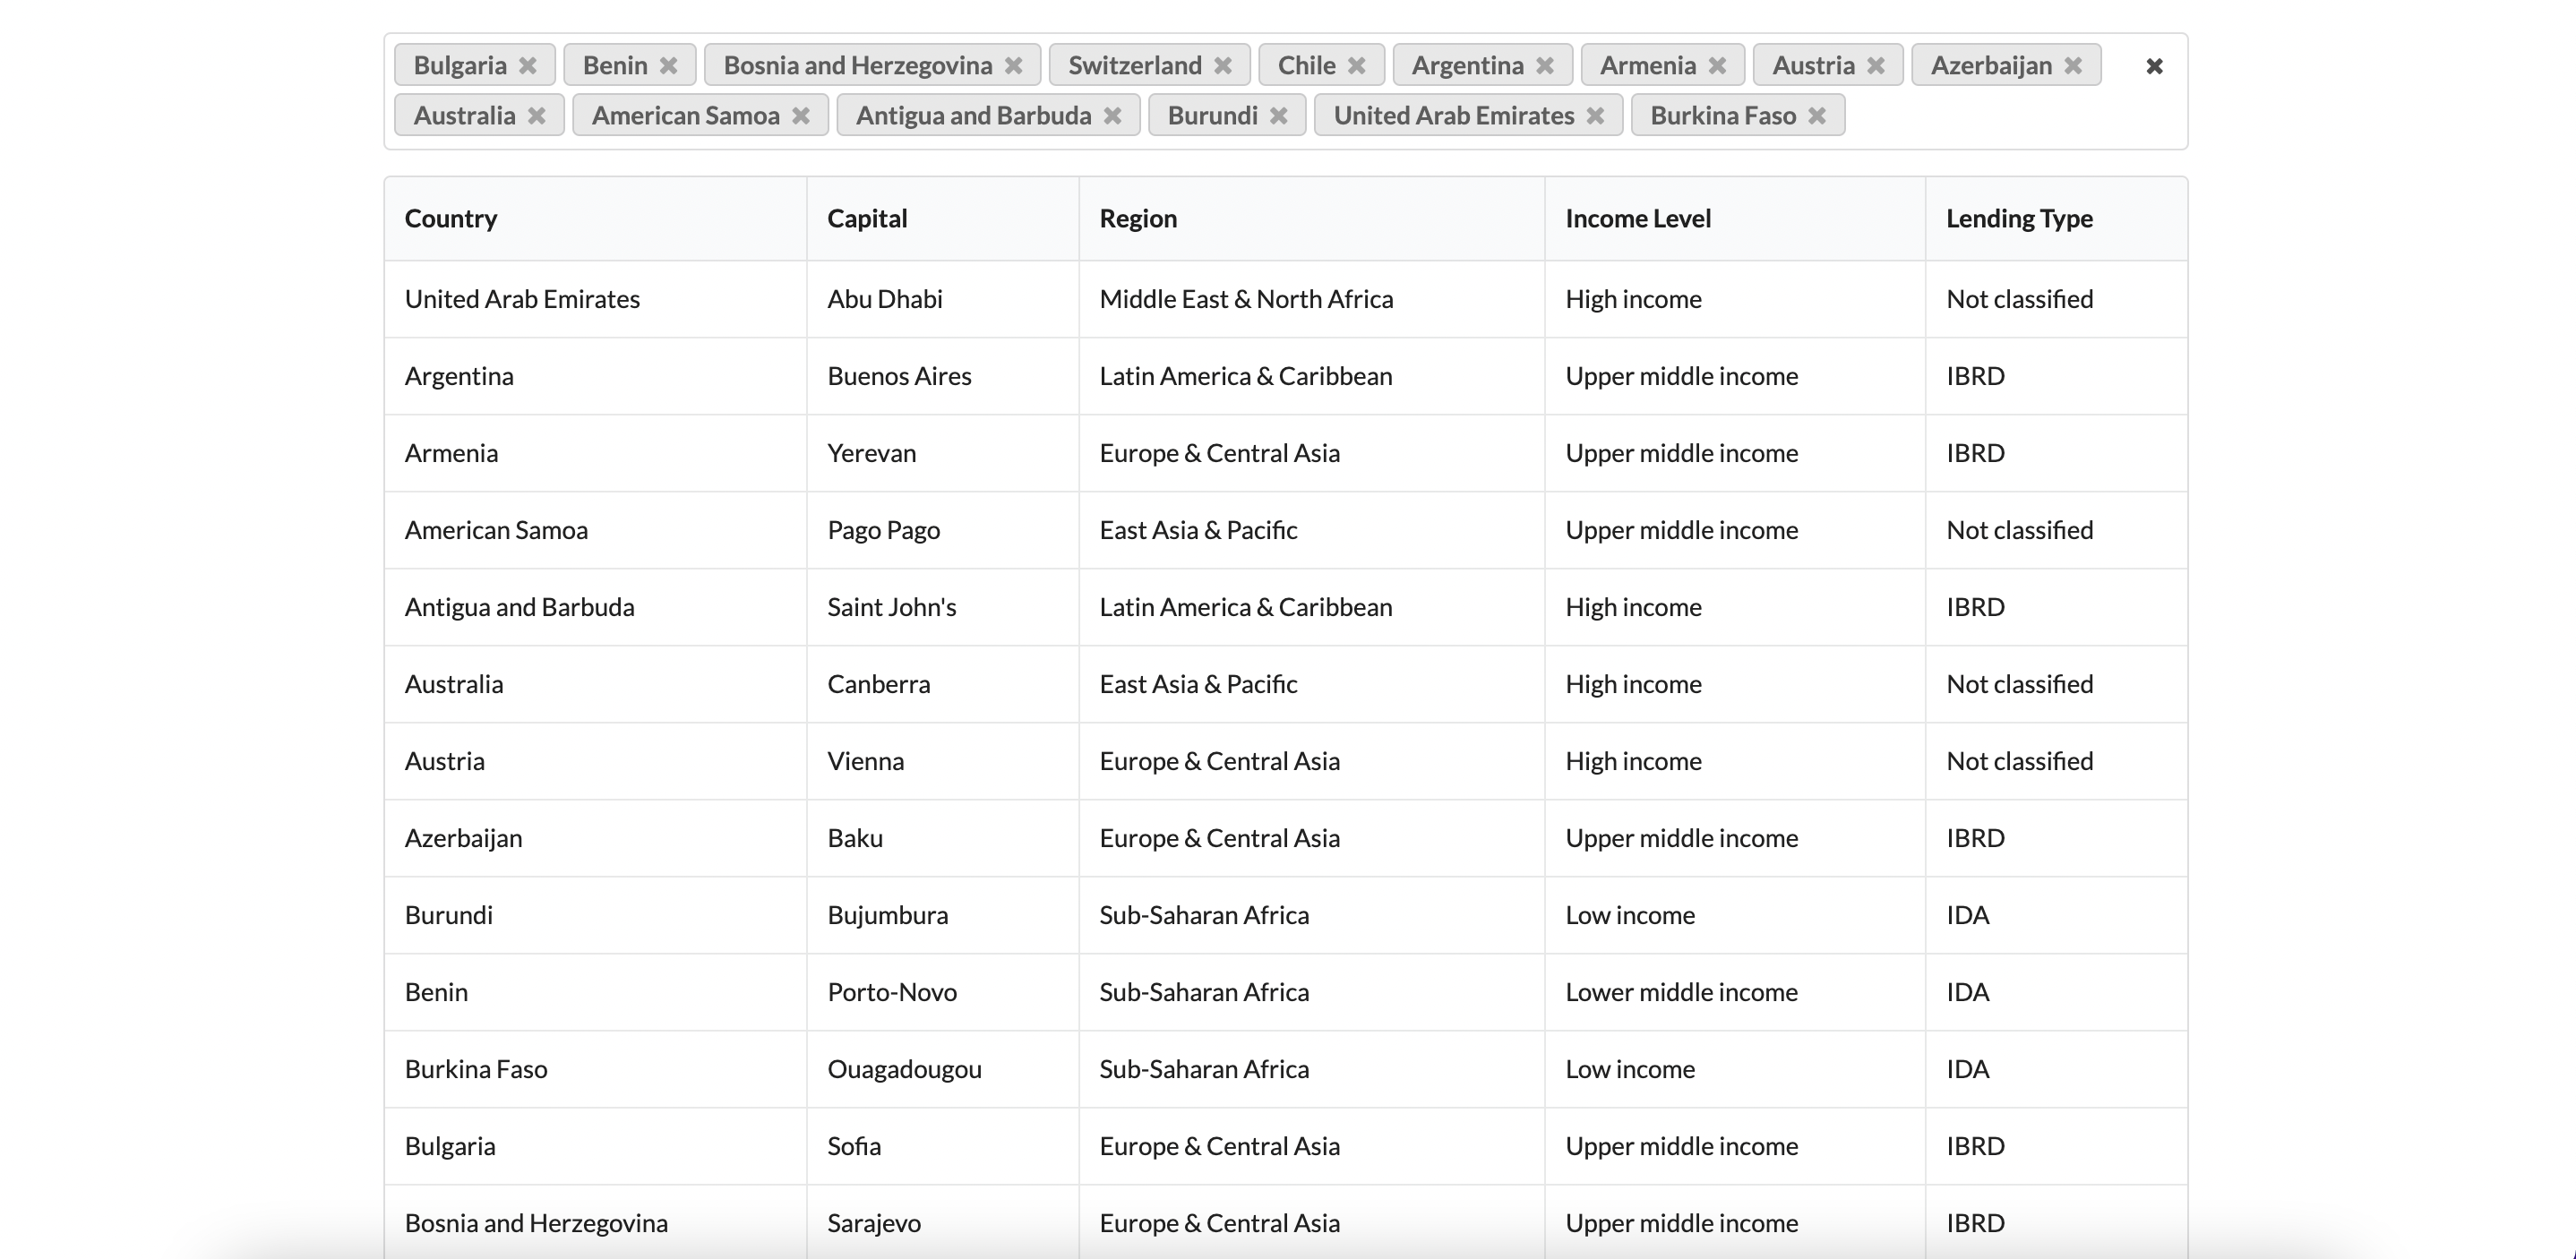 Bulgaria Benin Bosnia and Herzegovina Switzerland Chile Argentina Armenia Austria Azerbaijan
Australia American Samoa Antigua and Barbuda Burundi United Arab Emirates Burkina Faso
Country Capital Region Income Level Lending Type
United Arab Emirates Abu Dhabi Middle East & North Africa High income Not classified
Argentina Buenos Aires Latin America & Caribbean Upper middle income IBRD
Armenia Yerevan Europe & Central Asia Upper middle income IBRD
American Samoa Pago Pago East Asia & Pacific Upper middle income Not classified
Antigua and Barbuda Saint John's Latin America & Caribbean High income IBRD
Australia Canberra East Asia & Pacific High income Not classified
Austria Vienna Europe & Central Asia High income Not classified
Azerbaijan Baku Europe & Central Asia Upper middle income IBRD
Burundi Bujumbura Sub-Saharan Africa Low income IDA
Benin Porto-Novo Sub-Saharan Africa Lower middle income IDA
Burkina Faso Ouagadougou Sub-Saharan Africa Low income IDA
Bulgaria Sofia Europe & Central Asia Upper middle income IBRD
Bosnia and Herzegovina Sarajevo Europe & Central Asia Upper middle income IBRD